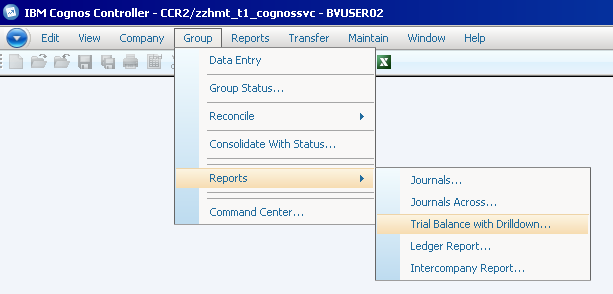 IBM Cognos Controller - CCR2/zzhmt_t1_cognossvc - BVUSER02
Edit View Company Group Reports Transfer Maintain Window Help
Data Entry
Group Status...
Reconcile
Consolidate With Status...
Reports
Command Center...
Journals...
Journals Across...
Trial Balance with Drilldown...
Ledger Report...
Intercompany Report...